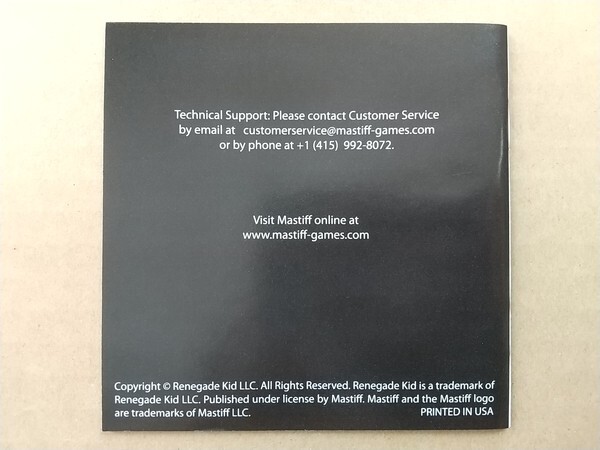 Technical Support: Please contact Customer Service
by email at customerservice@mastiff-games.com
or by phone at +1 (415) 992-8072.
Visit Mastiff online at
www.mastiff-games.com
Copyright © Renegade Kid LLC. All Rights Reserved. Renegade Kid is a trademark of
Renegade Kid LLC. Published under license by Mastiff. Mastiff and the Mastiff logo
are trademarks of Mastiff LLC. PRINTED IN USA